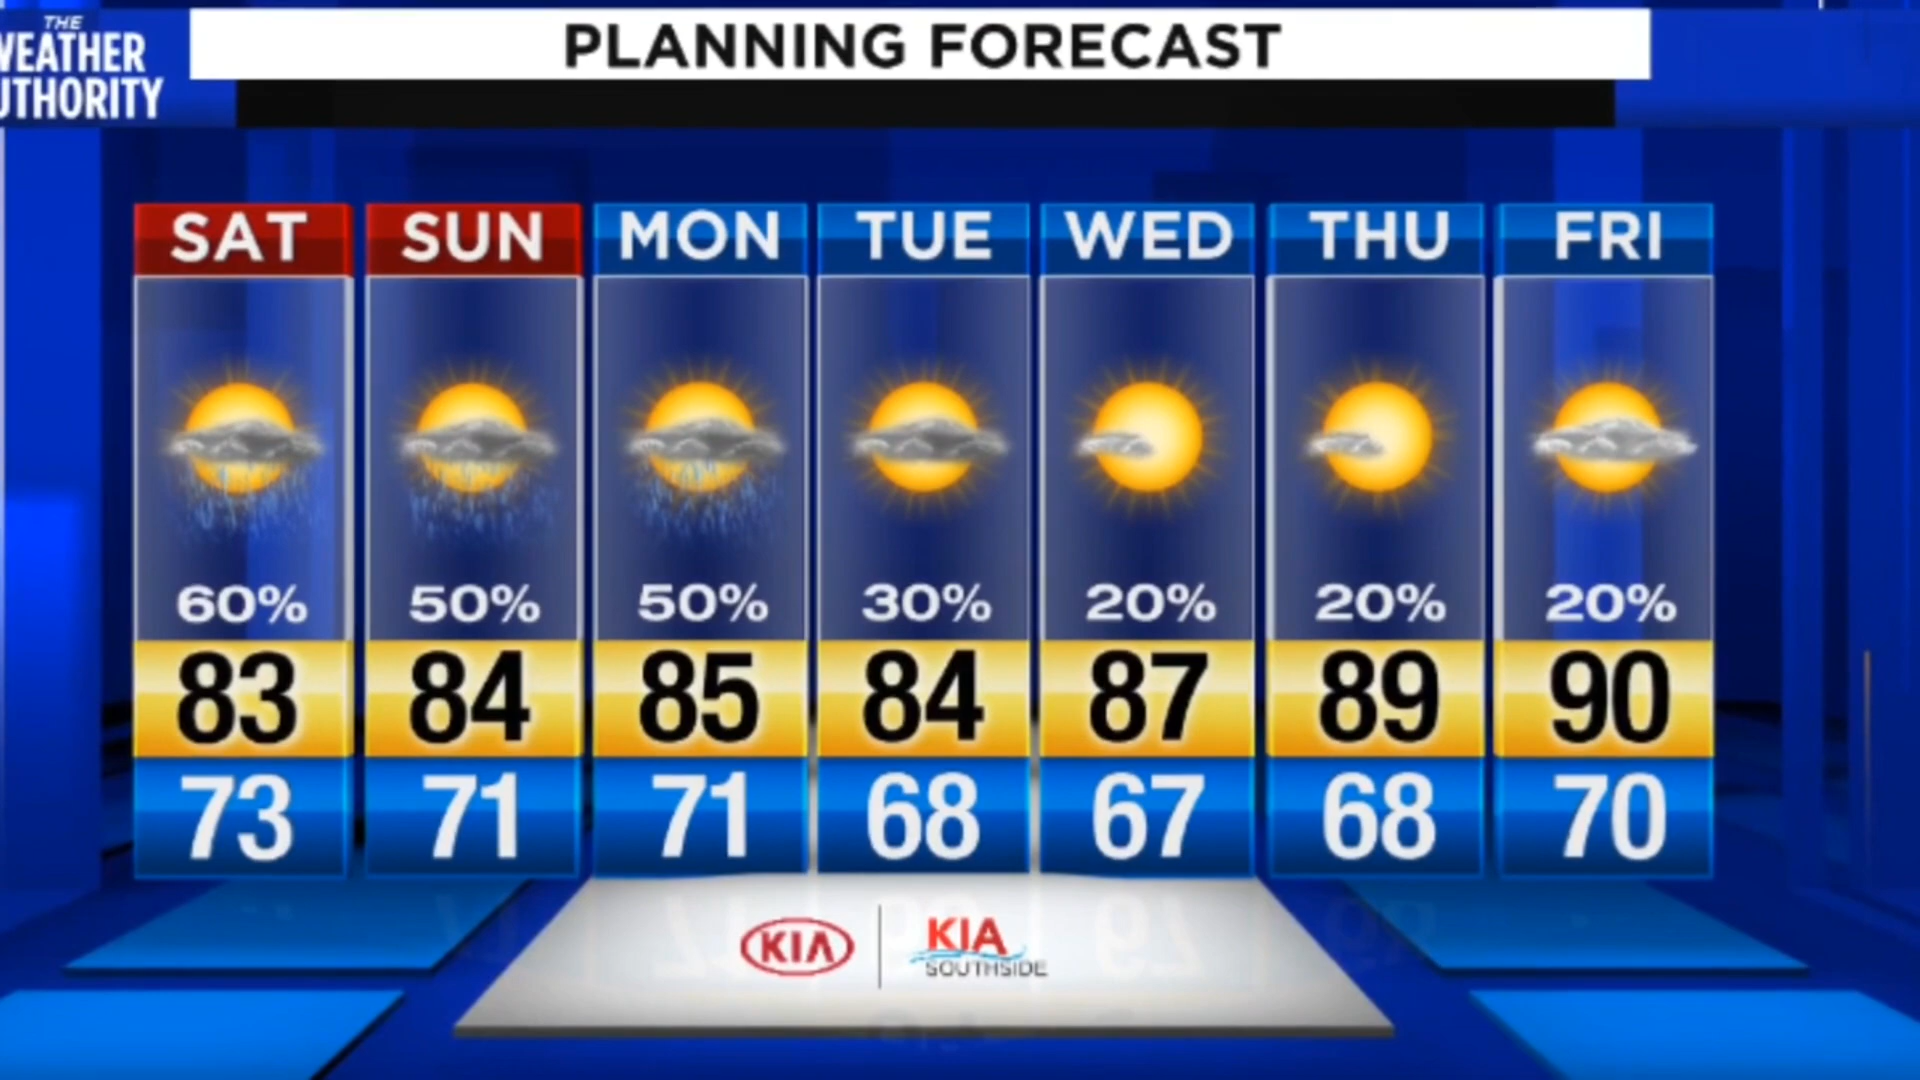 THE
WEATHER
AUTHORITY
PLANNING FORECAST
SAT SUN MON TUE WED THU FRI
60% 50% 50% 30% 20% 20% 20%
83 84 85 84 87 89 90
73 71 71 68 67 68 70
KIA
KIA
SOUTHSIDE